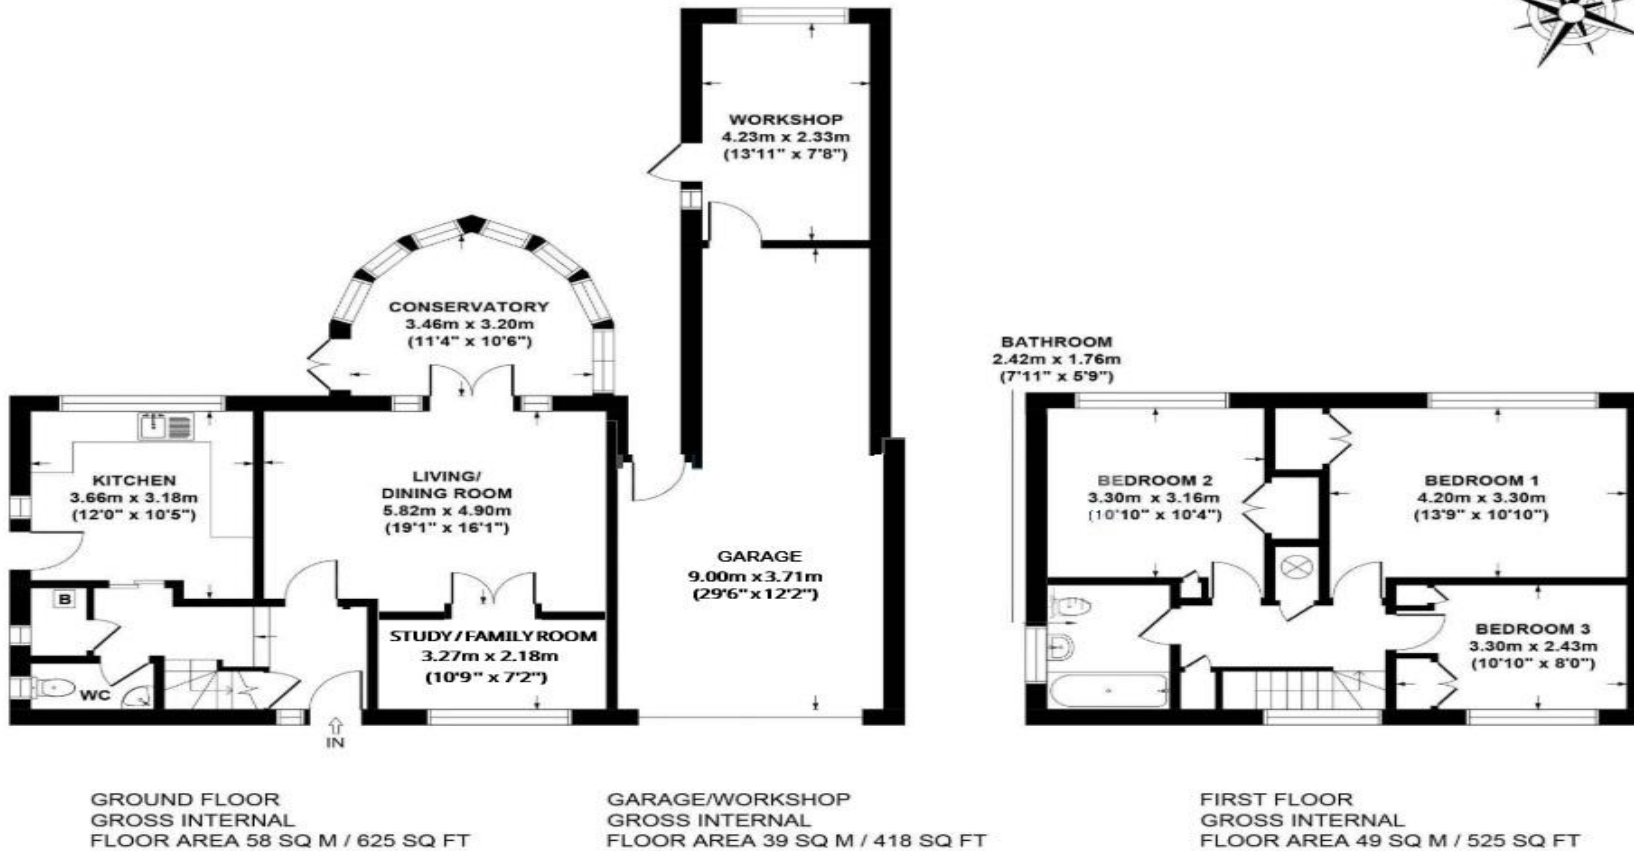 WORKSHOP
4.23m x 2.33m
(13'11" x 7'8")
CONSERVATORY
3.46m x 3.20m
(11'4" x 10'6")
KITCHEN
3.66m x 3.18m
(12'0" x 10'5")
LIVING/
DINING ROOM
5.82m x 4.90m
(19'1" x 16'1")
GARAGE
9.00m x 3.71m
(29'6" x 12'2")
B
STUDY / FAMILY ROOM
3.27m x 2.18m
(10'9" x 7'2")
WC
IN
BATHROOM
2.42m x 1.76m
(7'11" x 5'9")
BEDROOM 2
3.30m x 3.16m
(10'10" x 10'4")
BEDROOM 1
4.20m x 3.30m
(13'9" x 10'10")
BEDROOM 3
3.30m x 2.43m
(10'10" x 8'0")
GROUND FLOOR
GROSS INTERNAL
FLOOR AREA 58 SQ M / 625 SQ FT
GARAGE/WORKSHOP
GROSS INTERNAL
FLOOR AREA 39 SQ M / 418 SQ FT
FIRST FLOOR
GROSS INTERNAL
FLOOR AREA 49 SQ M / 525 SQ FT